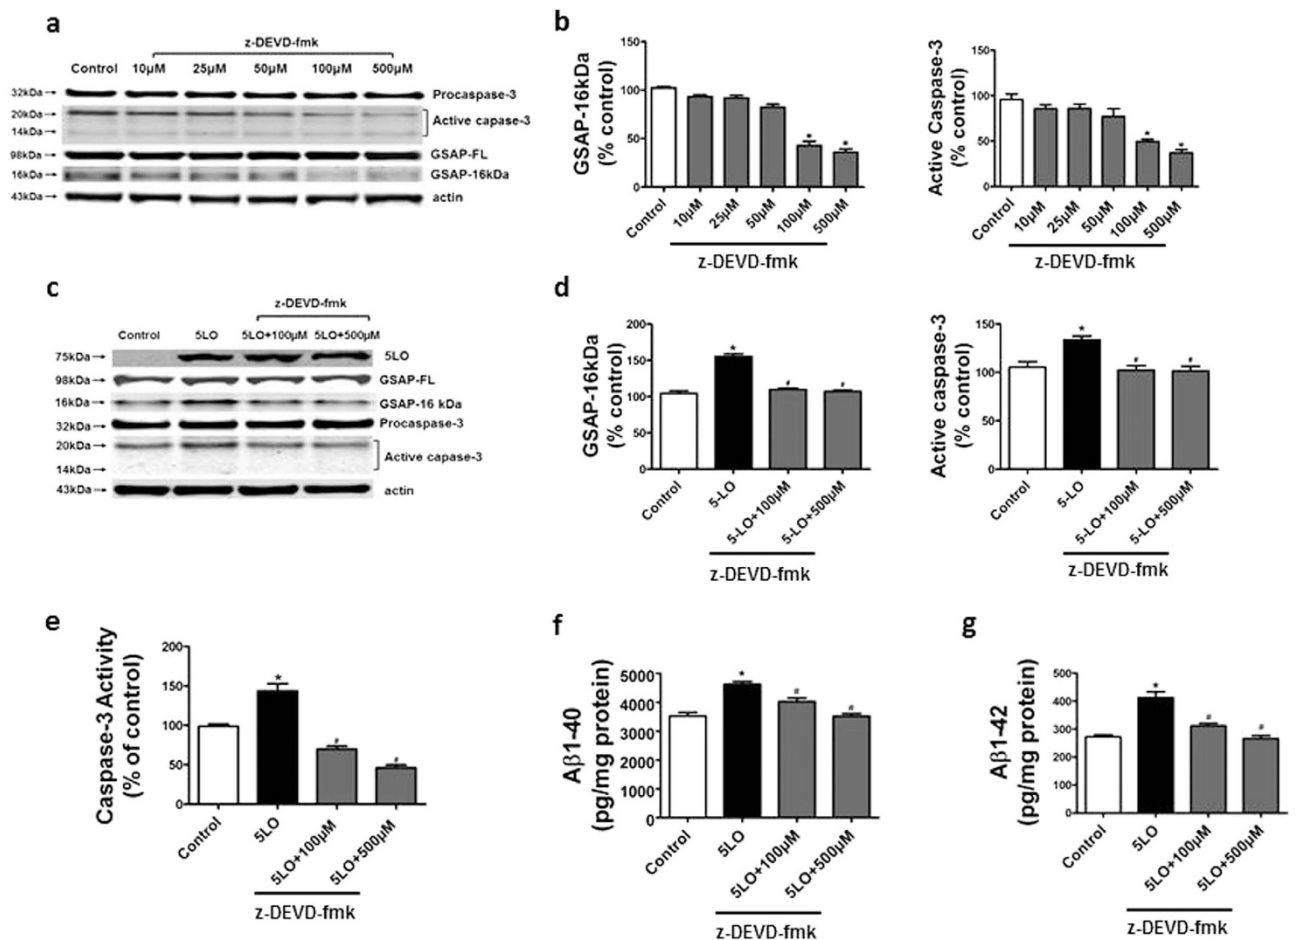 a
z-DEVD-fmk
Control 10µM 25µM 50µM 100µM 500µM
32kDa Procaspase-3
20kDa Active capase-3
14kDa
98kDa GSAP-FL
16kDa GSAP-16kDa
43kDa actin
b
GSAP-16kDa
(% control)
150
100
50
0
Control 10µM 25µM 50µM 100µM 500µM
* *
z-DEVD-fmk
Active Caspase-3
(% control)
150
100
50
0
Control 10µM 25µM 50µM 100µM 500µM
* *
z-DEVD-fmk
c
z-DEVD-fmk
Control 5LO 5LO+100µM 5LO+500µM
75kDa 5LO
98kDa GSAP-FL
16kDa GSAP-16 kDa
32kDa Procaspase-3
20kDa Active capase-3
14kDa
43kDa actin
d
GSAP-16kDa
(% control)
200
150
100
50
0
* # #
Control 5-LO 5-LO+100µM 5-LO+500µM
z-DEVD-fmk
Active caspase-3
(% control)
150
100
50
0
* # #
Control 5-LO 5-LO+100µM 5-LO+500µM
z-DEVD-fmk
e
Caspase-3 Activity
(% of control)
200
150
100
50
0
* # #
Control 5LO 5LO+100µM 5LO+500µM
z-DEVD-fmk
f
Aβ1-40
(pg/mg protein)
5000
4000
3000
2000
1000
0
* # #
Control 5LO 5LO+100µM 5LO+500µM
z-DEVD-fmk
g
Aβ1-42
(pg/mg protein)
500
400
300
200
100
0
* # #
Control 5LO 5LO+100µM 5LO+500µM
z-DEVD-fmk